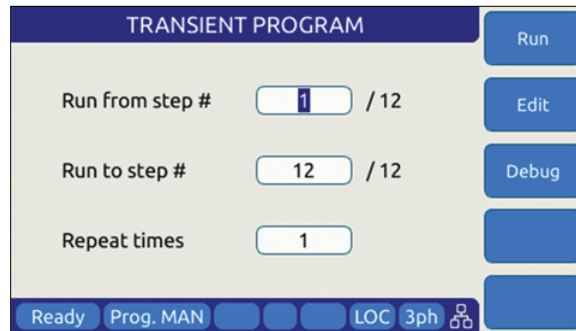 TRANSIENT PROGRAM
Run
Run from step # 1 / 12
Edit
Run to step # 12 / 12
Debug
Repeat times 1
Ready Prog. MAN LOC 3ph